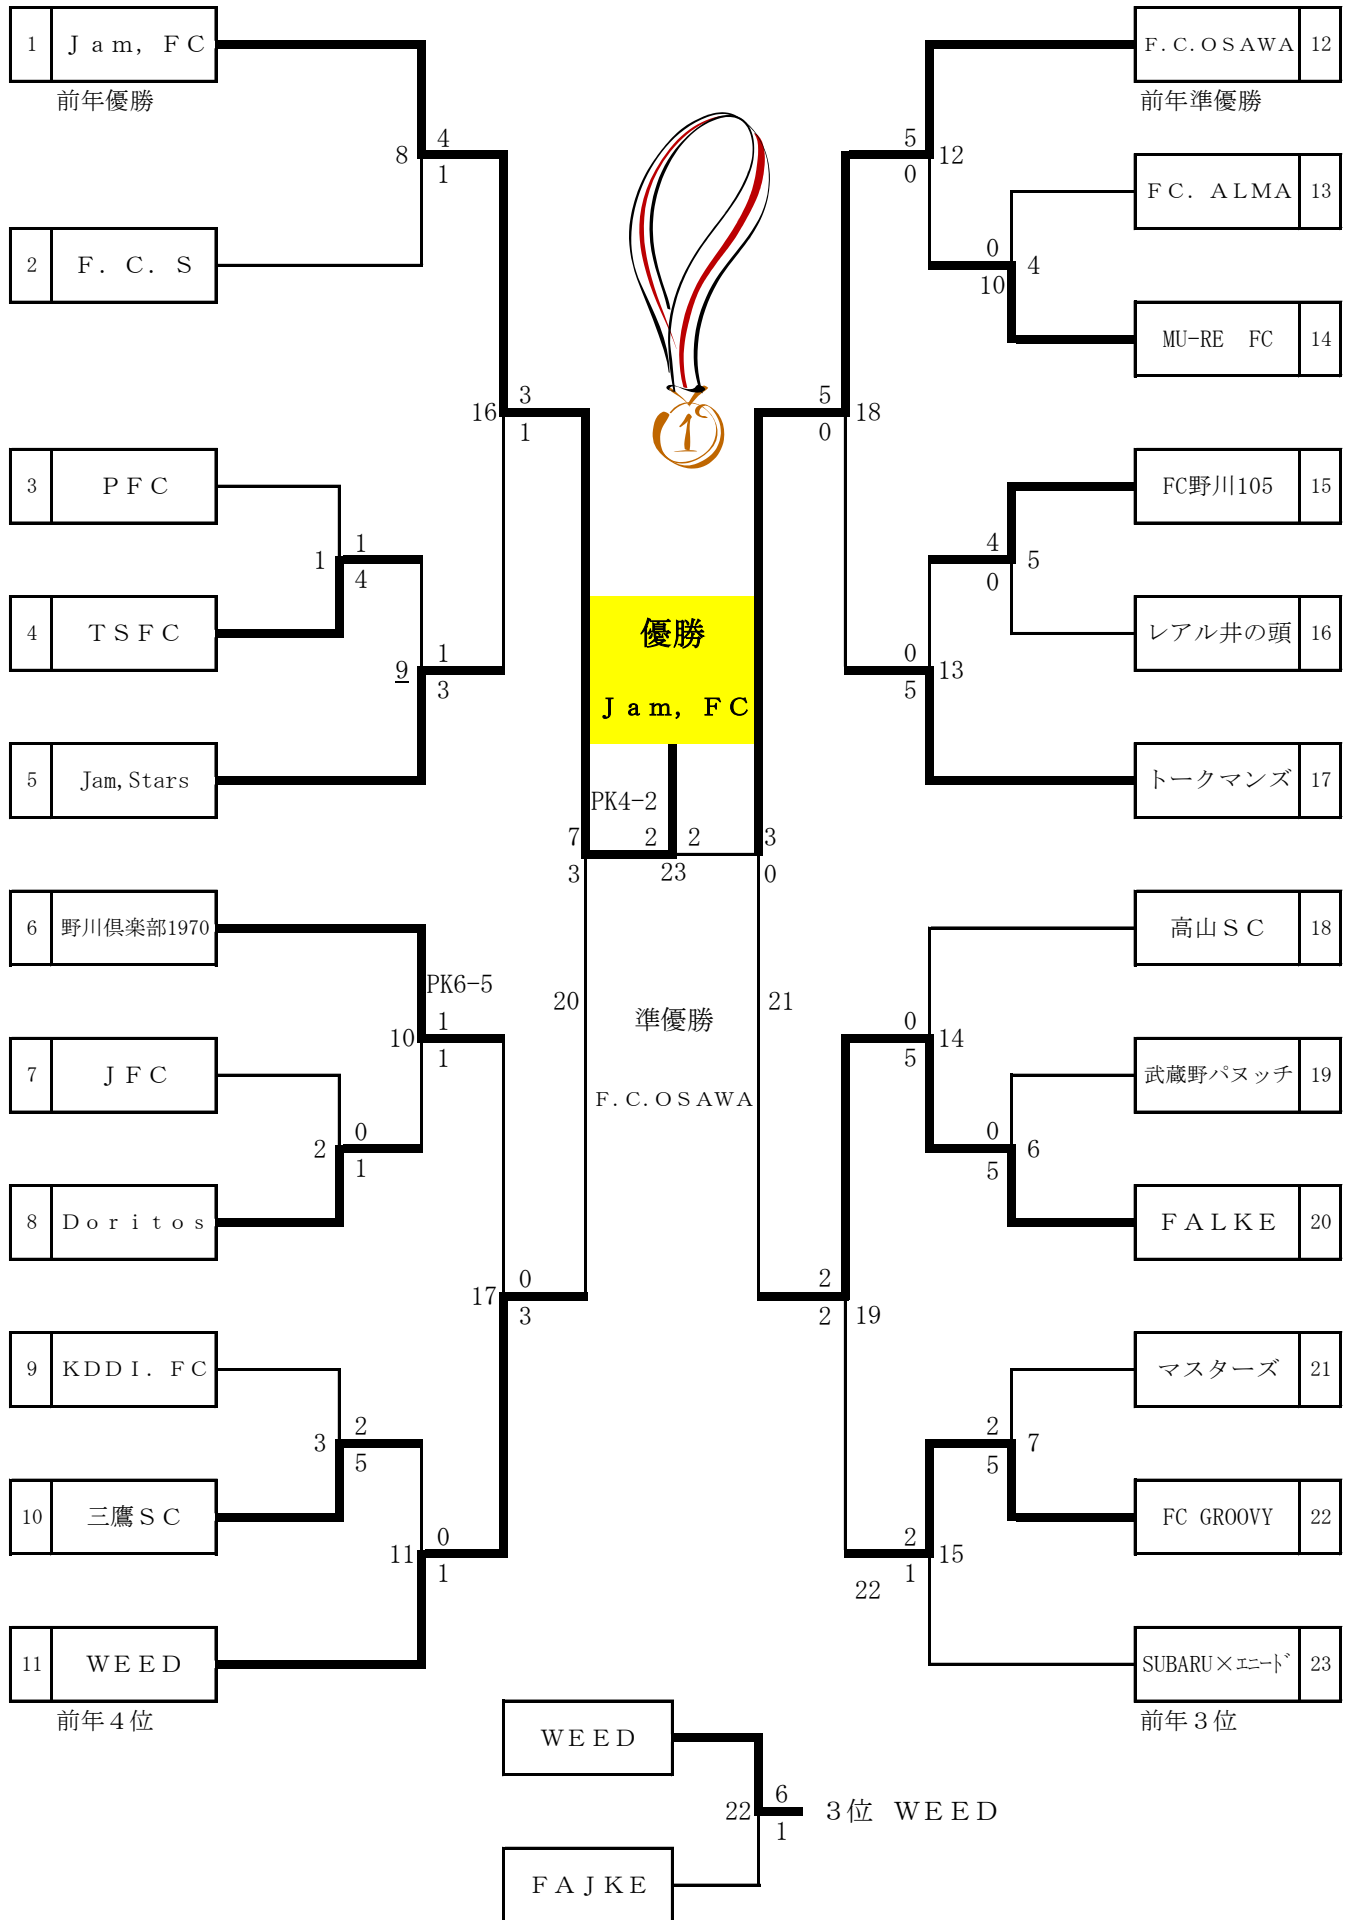 1 Ｊａｍ，ＦＣ
前年優勝
8
4
1
2 Ｆ．Ｃ．Ｓ
16
3
1
3 ＰＦＣ
1
1
4
4 ＴＳＦＣ
9
1
3
5 Jam,Stars
6 野川倶楽部1970
PK6-5
10
1
1
7 ＪＦＣ
2
0
1
8 Ｄｏｒｉｔｏｓ
17
0
3
9 ＫＤＤＩ．ＦＣ
3
2
5
10 三鷹ＳＣ
11
0
1
11 ＷＥＥＤ
前年４位
1
優勝
Ｊａｍ，ＦＣ
PK4-2
7
3
2
2
23
3
0
20
21
準優勝
Ｆ.Ｃ.ＯＳＡＷＡ
Ｆ.Ｃ.ＯＳＡＷＡ 12
前年準優勝
5
0
12
ＦＣ．ＡＬＭＡ 13
0
10
4
MU-RE　FC 14
5
0
18
FC野川105 15
4
0
5
レアル井の頭 16
0
5
13
トークマンズ 17
高山ＳＣ 18
0
5
14
武蔵野パヌッチ 19
0
5
6
ＦＡＬＫＥ 20
2
2
19
マスターズ 21
2
5
7
FC GROOVY 22
2
1
15
22
SUBARU×ｴﾆｰﾄﾞ 23
前年３位
ＷＥＥＤ
22
6
1
３位 ＷＥＥＤ
ＦＡＪＫＥ